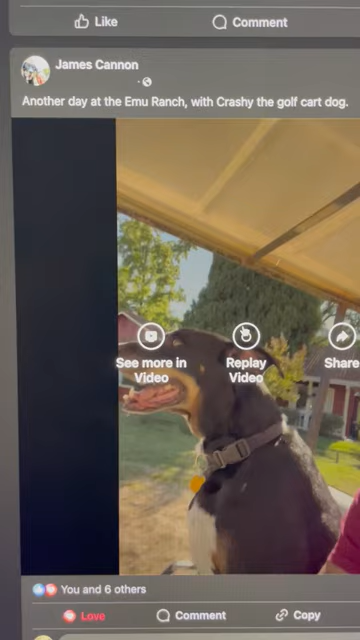 Like Comment
James Cannon
Another day at the Emu Ranch, with Crashy the golf cart dog.
See more in Video
Replay Video
Share
You and 6 others
Love Comment Copy